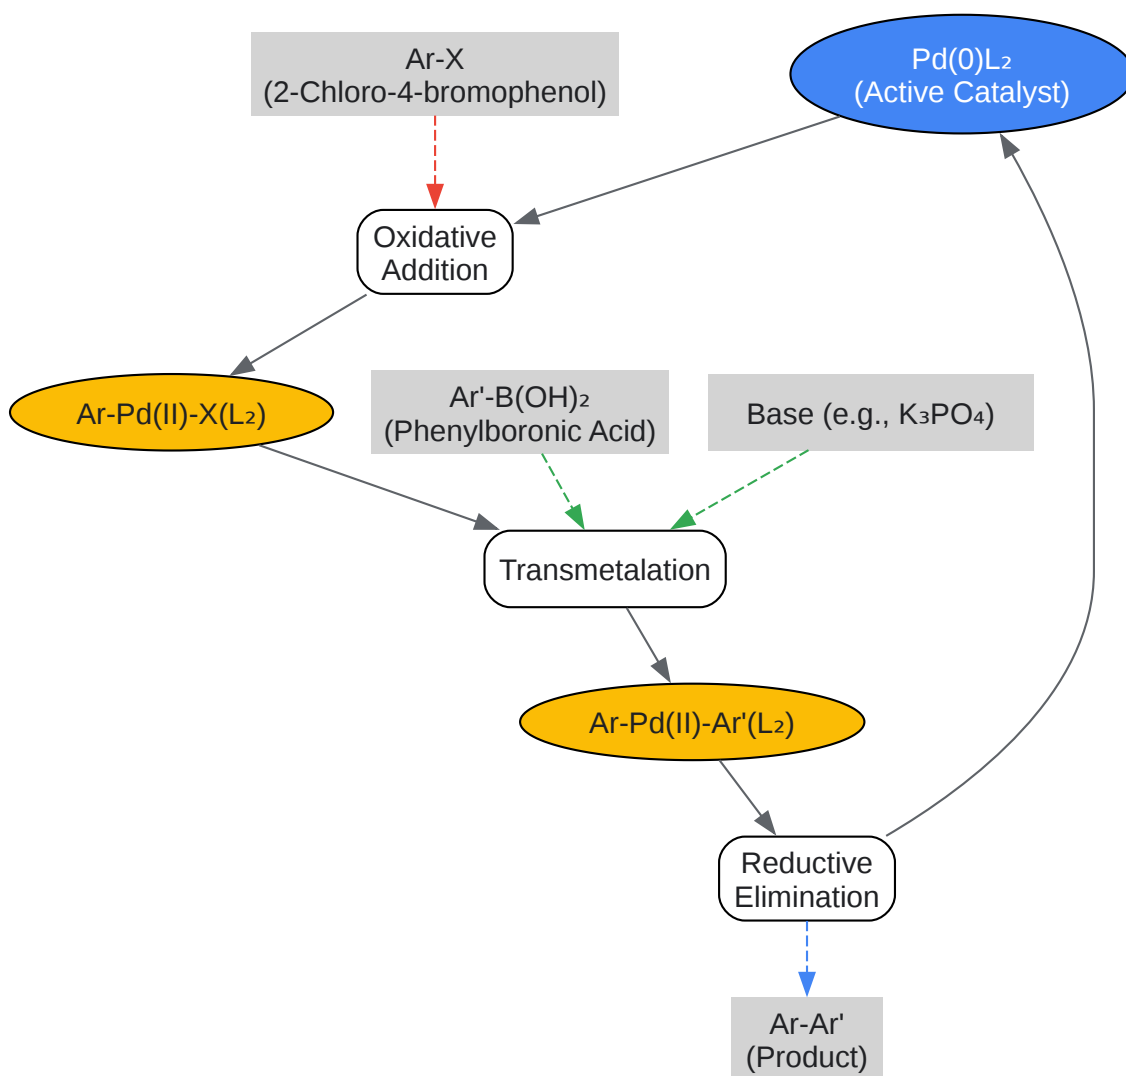 Ar-X
(2-Chloro-4-bromophenol)
Pd(0)L₂
(Active Catalyst)
Oxidative
Addition
Ar-Pd(II)-X(L₂)
Ar'-B(OH)₂
(Phenylboronic Acid)
Base (e.g., K₃PO₄)
Transmetalation
Ar-Pd(II)-Ar'(L₂)
Reductive
Elimination
Ar-Ar'
(Product)